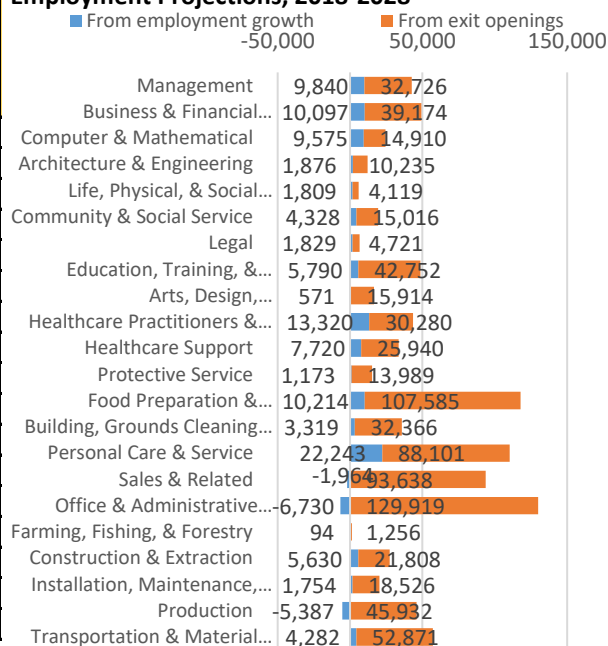 Employment Projections, 2018-2028
From employment growth From exit openings
-50,000 50,000 150,000
Management 9,840 32,726
Business & Financial... 10,097 39,174
Computer & Mathematical 9,575 14,910
Architecture & Engineering 1,876 10,235
Life, Physical, & Social... 1,809 4,119
Community & Social Service 4,328 15,016
Legal 1,829 4,721
Education, Training, &... 5,790 42,752
Arts, Design,... 571 15,914
Healthcare Practitioners &... 13,320 30,280
Healthcare Support 7,720 25,940
Protective Service 1,173 13,989
Food Preparation &... 10,214 107,585
Building, Grounds Cleaning... 3,319 32,366
Personal Care & Service 22,243 88,101
Sales & Related -1,964 93,638
Office & Administrative... -6,730 129,919
Farming, Fishing, & Forestry 94 1,256
Construction & Extraction 5,630 21,808
Installation, Maintenance,... 1,754 18,526
Production -5,387 45,932
Transportation & Material... 4,282 52,871